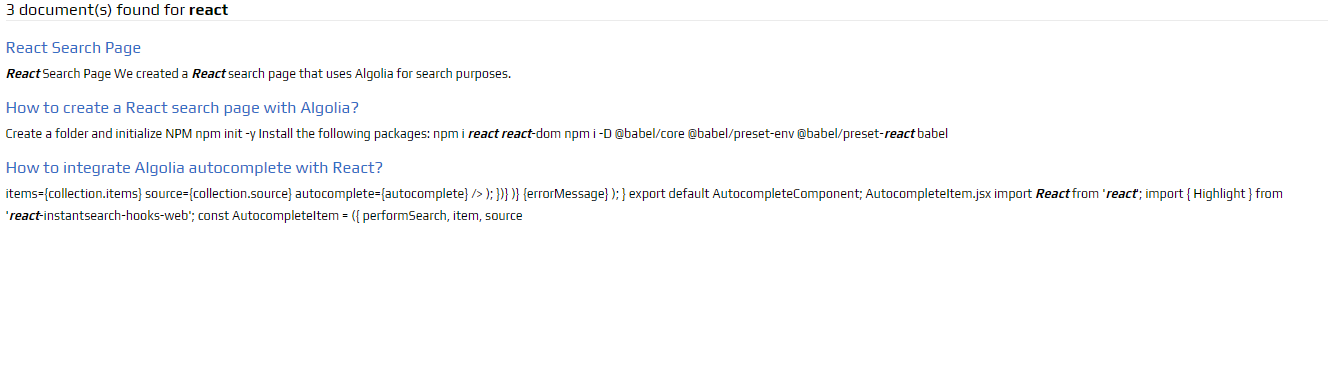 3 document(s) found for react
React Search Page
React Search Page We created a React search page that uses Algolia for search purposes.
How to create a React search page with Algolia?
Create a folder and initialize NPM npm init -y Install the following packages: npm i react react-dom npm i -D @babel/core @babel/preset-env @babel/preset-react babel
How to integrate Algolia autocomplete with React?
items={collection.items} source={collection.source} autocomplete={autocomplete} /> ); })} )} {errorMessage} ); } export default AutocompleteComponent; AutocompleteItem.jsx import React from 'react'; import { Highlight } from
'react-instantsearch-hooks-web'; const AutocompleteItem = ({ performSearch, item, source